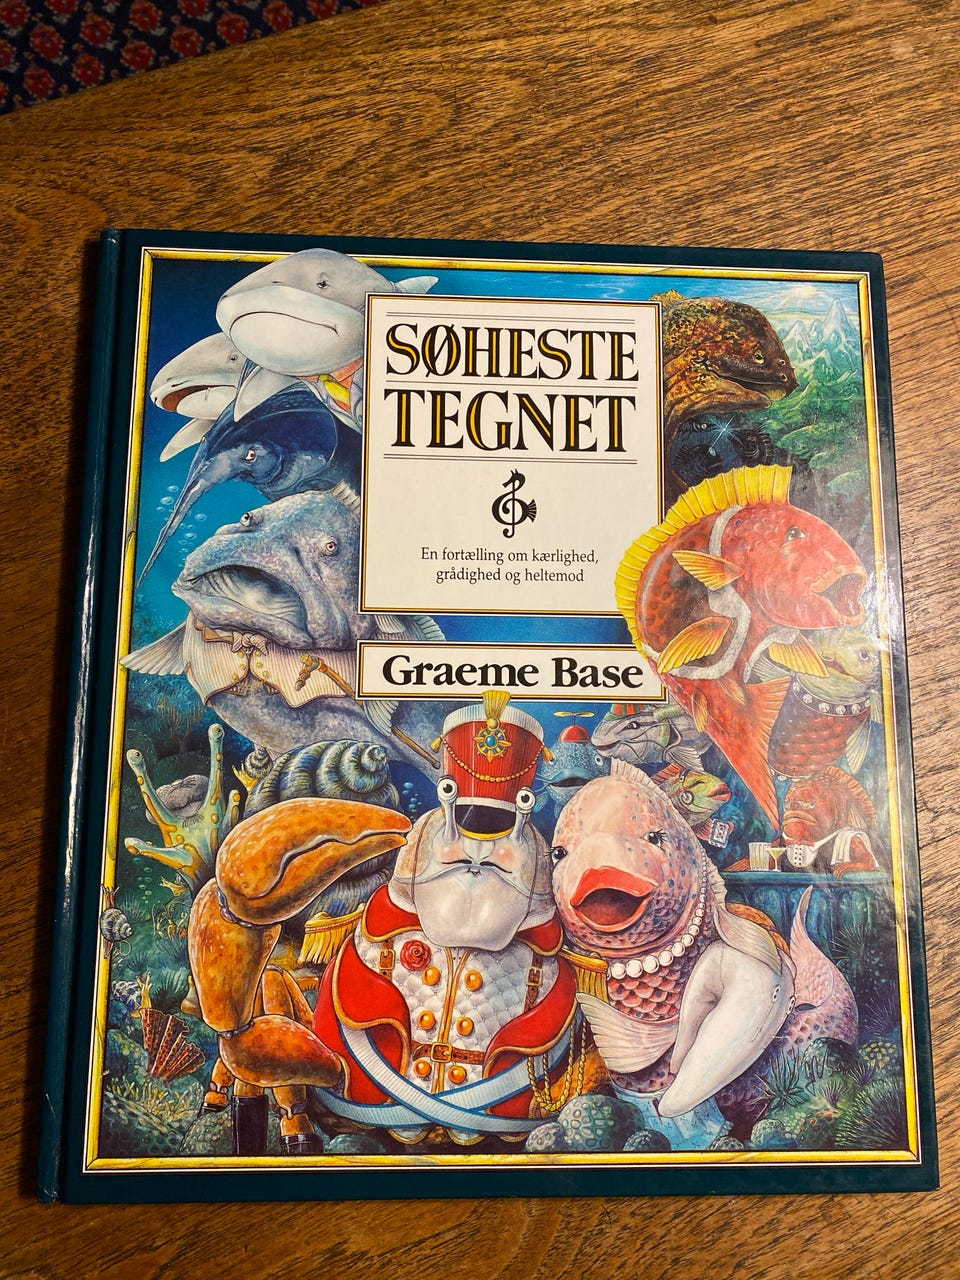 SØHESTE
TEGNET
En fortælling om kærlighed,
grådighed og heltemod
Graeme Base